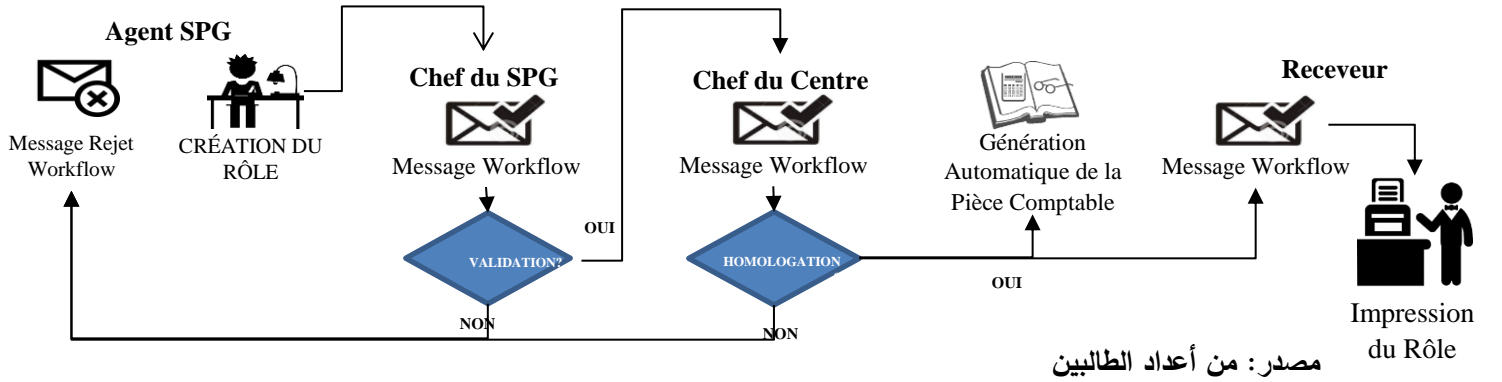 Agent SPG
Message Rejet
Workflow
CRÉATION DU
RÔLE
Chef du SPG
Message Workflow
VALIDATION?
OUI
NON
Chef du Centre
Message Workflow
HOMOLOGATION
OUI
NON
Génération
Automatique de la
Pièce Comptable
Receveur
Message Workflow
Impression
du Rôle
مصدر: من أعداد الطالبين